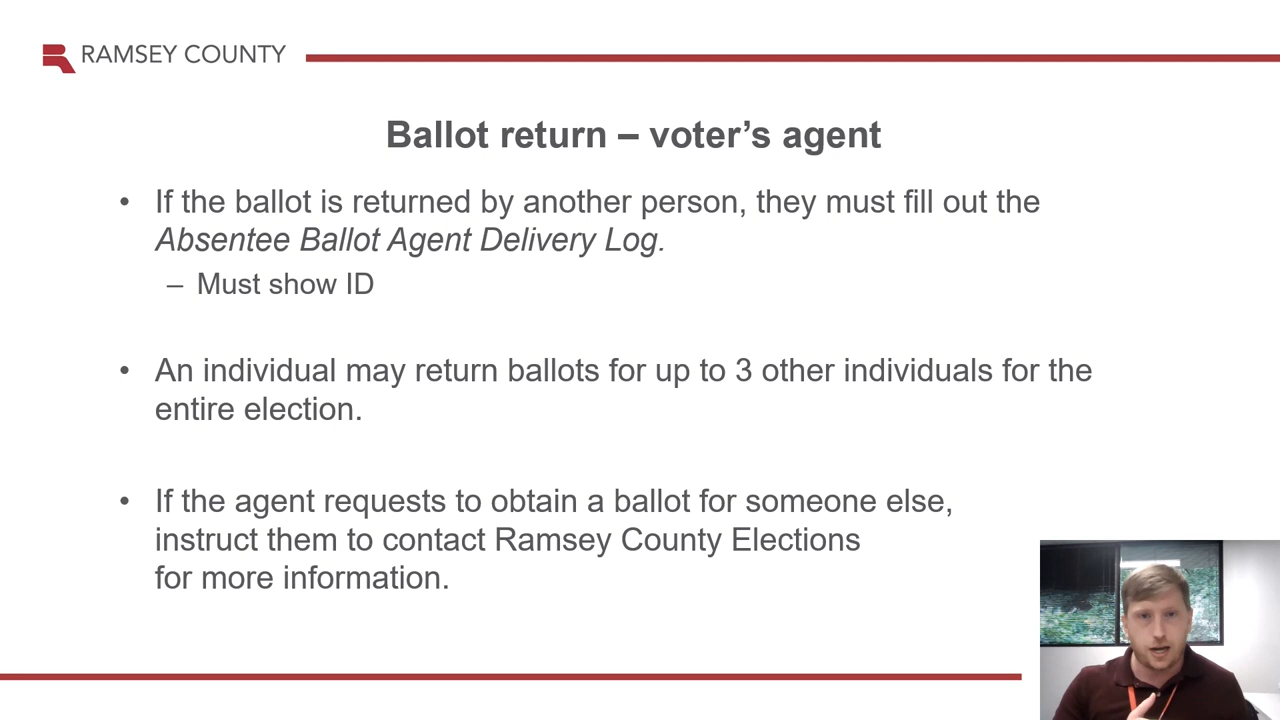 RAMSEY COUNTY
Ballot return – voter’s agent
• If the ballot is returned by another person, they must fill out the
Absentee Ballot Agent Delivery Log.
– Must show ID
• An individual may return ballots for up to 3 other individuals for the
entire election.
• If the agent requests to obtain a ballot for someone else,
instruct them to contact Ramsey County Elections
for more information.